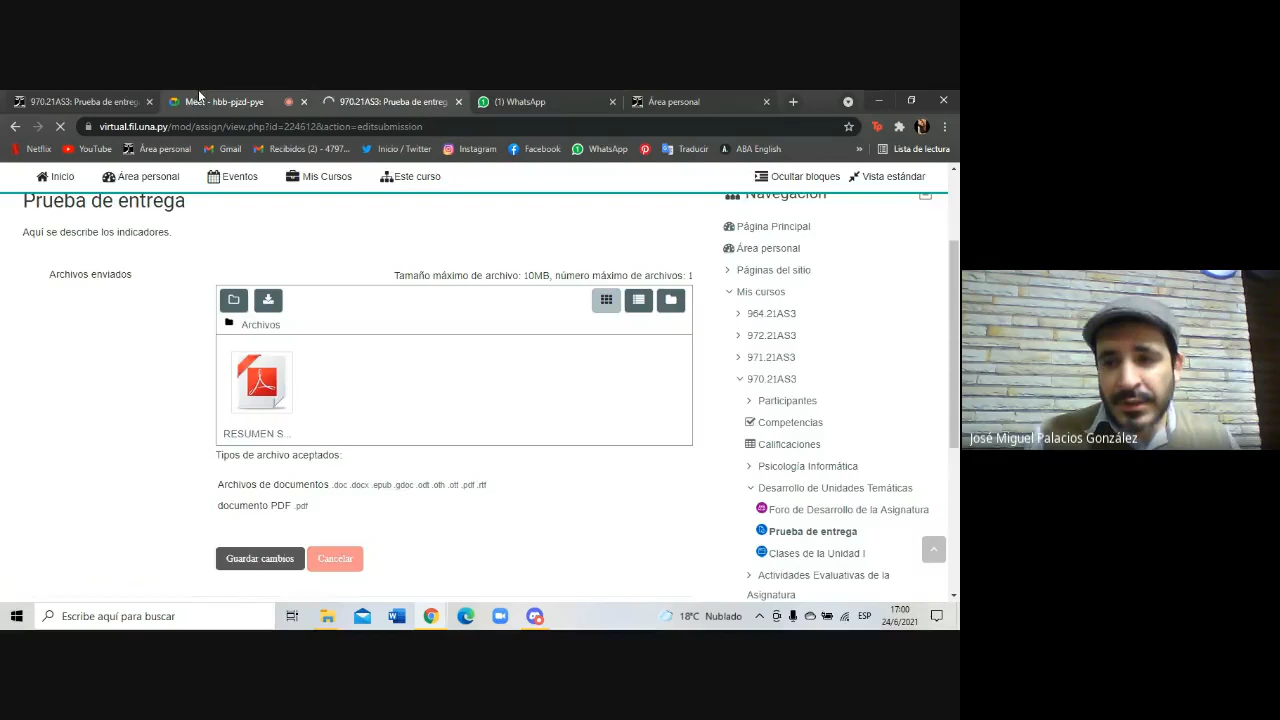 970.21AS3: Prueba de entreg
Meet - hbb-pjzd-pye
970.21AS3: Prueba de entreg
(1) WhatsApp
Área personal
virtual.fil.una.py/mod/assign/view.php?id=224612&action=editsubmission
Netflix YouTube Área personal Gmail Recibidos (2) - 4797... Inicio / Twitter Instagram Facebook WhatsApp Traducir ABA English » Lista de lectura
Inicio Área personal Eventos Mis Cursos Este curso Ocultar bloques Vista estándar
Prueba de entrega
Aquí se describe los indicadores.
Archivos enviados
Tamaño máximo de archivo: 10MB, número máximo de archivos: 1
Archivos
RESUMEN S...
Tipos de archivo aceptados:
Archivos de documentos .doc .docx .epub .gdoc .odt .oth .ott .pdf .rtf
documento PDF .pdf
Guardar cambios Cancelar
Navegación
Página Principal
Área personal
Páginas del sitio
Mis cursos
964.21AS3
972.21AS3
971.21AS3
970.21AS3
Participantes
Competencias
Calificaciones
Psicología Informática
Desarrollo de Unidades Temáticas
Foro de Desarrollo de la Asignatura
Prueba de entrega
Clases de la Unidad I
Actividades Evaluativas de la
Asignatura
José Miguel Palacios González
Escribe aquí para buscar
18°C Nublado
ESP
17:00
24/6/2021